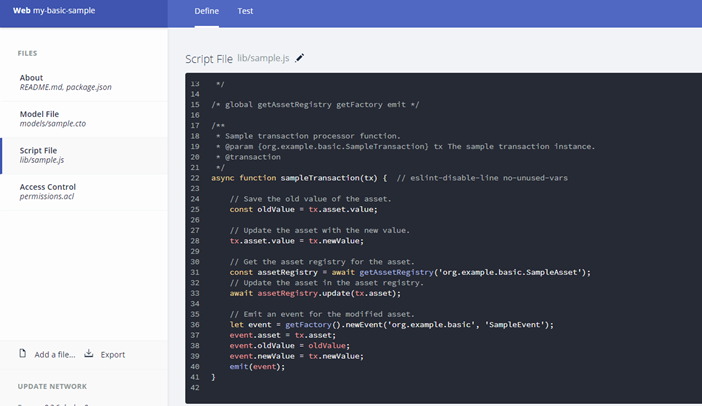 Web my-basic-sample
Define
Test
FILES
About
README.md, package.json
Model File
models/sample.cto
Script File
lib/sample.js
Access Control
permissions.acl
Add a file...
Export
UPDATE NETWORK
Script File lib/sample.js
13 */
14
15 /* global getAssetRegistry getFactory emit */
16
17 /**
18 * Sample transaction processor function.
19 * @param {org.example.basic.SampleTransaction} tx The sample transaction instance.
20 * @transaction
21 */
22 async function sampleTransaction(tx) { // eslint-disable-line no-unused-vars
23
24 // Save the old value of the asset.
25 const oldValue = tx.asset.value;
26
27 // Update the asset with the new value.
28 tx.asset.value = tx.newValue;
29
30 // Get the asset registry for the asset.
31 const assetRegistry = await getAssetRegistry('org.example.basic.SampleAsset');
32 // Update the asset in the asset registry.
33 await assetRegistry.update(tx.asset);
34
35 // Emit an event for the modified asset.
36 let event = getFactory().newEvent('org.example.basic', 'SampleEvent');
37 event.asset = tx.asset;
38 event.oldValue = oldValue;
39 event.newValue = tx.newValue;
40 emit(event);
41 }
42